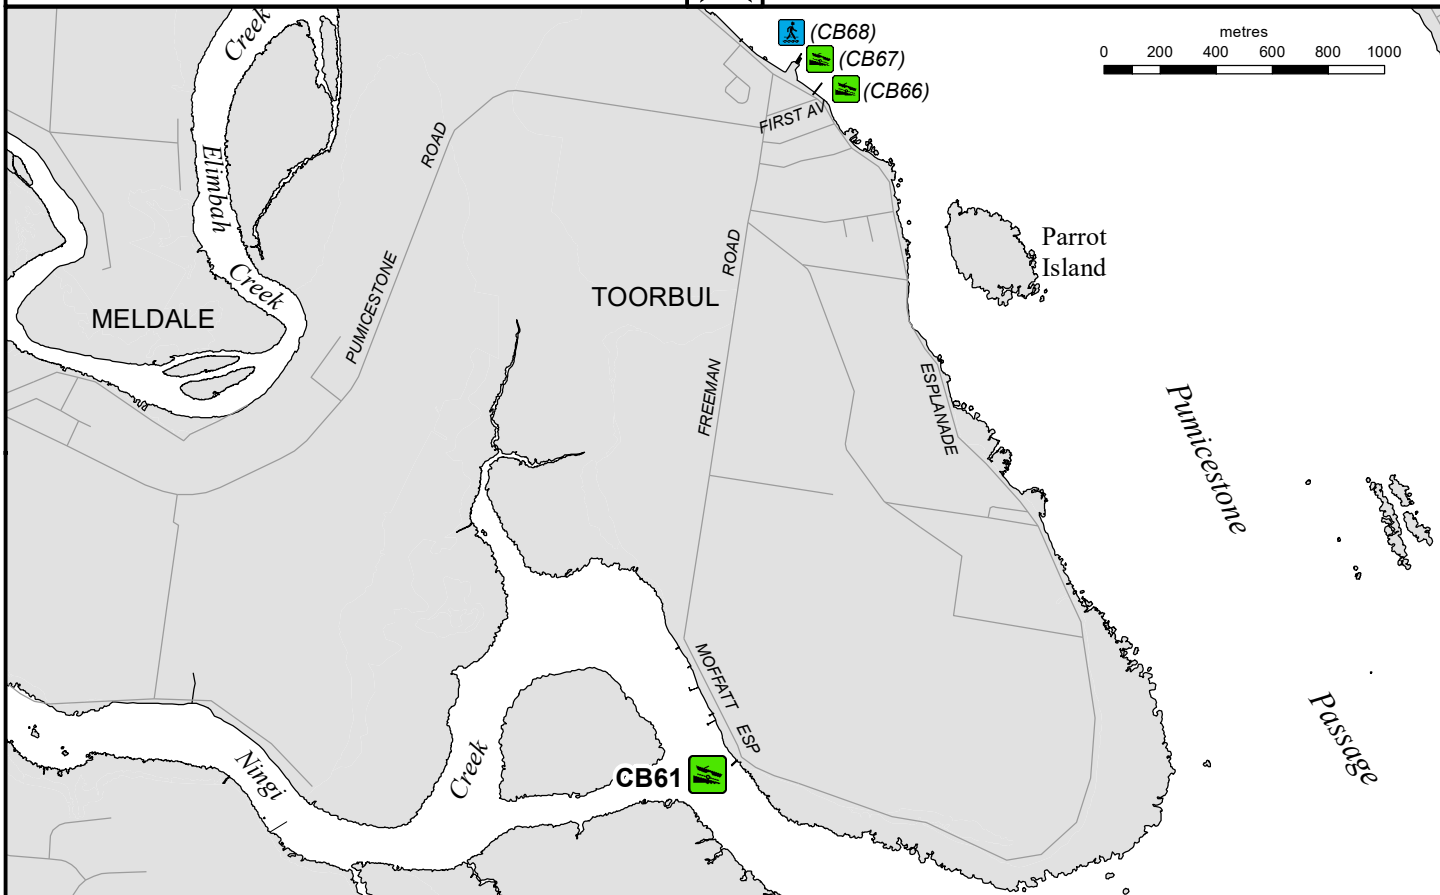 Creek
(CB68)
(CB67)
(CB66)
metres
0 200 400 600 800 1000
FIRST AV
ROAD
Elimbah
Creek
PUMICESTONE
ROAD
Parrot
Island
MELDALE
TOORBUL
FREEMAN
ESPLANADE
Pumicestone
Passage
MOFFATT ESP
Ningi
Creek
CB61